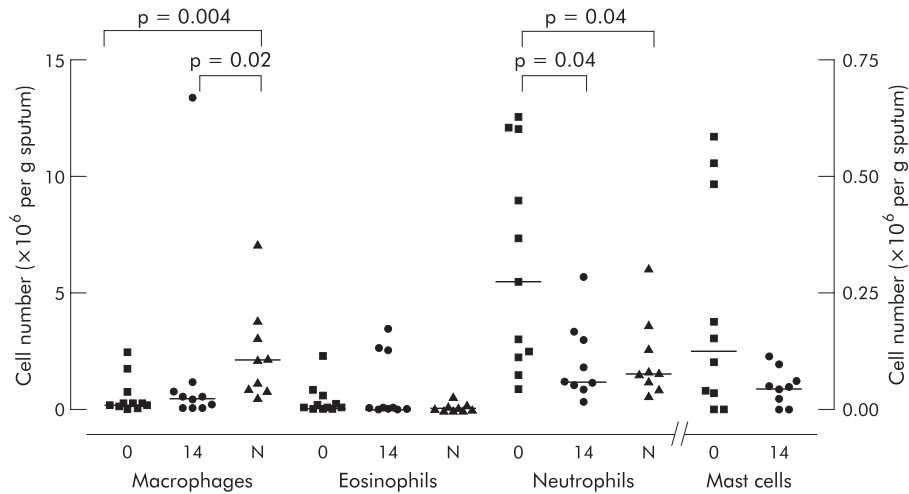 p = 0.004
p = 0.04
p = 0.02
p = 0.04
15
0.75
10
0.50
5
0.25
0
0.00
Cell number (×10⁶ per g sputum)
Cell number (×10⁶ per g sputum)
0 14 N 0 14 N 0 14 N 0 14
Macrophages Eosinophils Neutrophils Mast cells